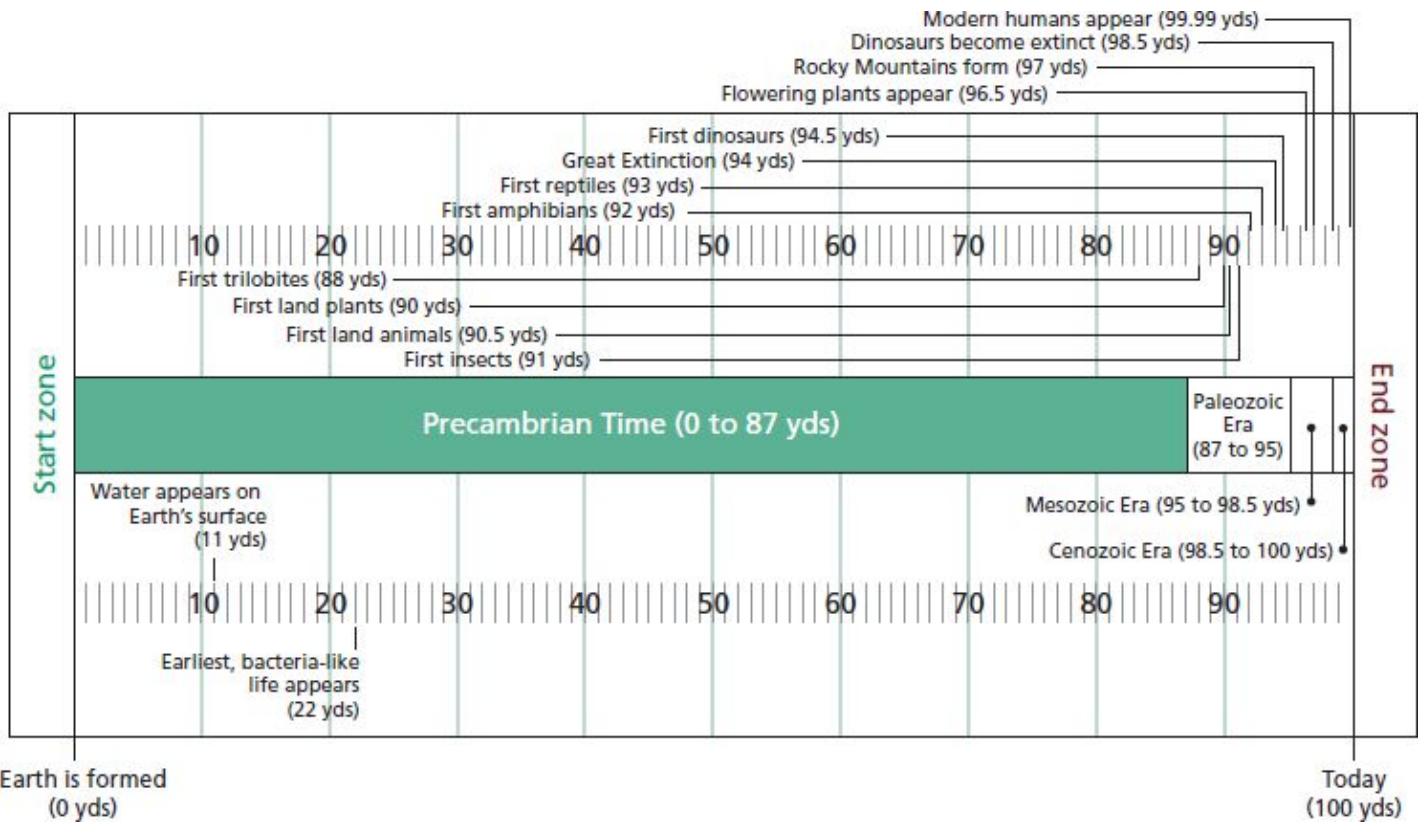 Modern humans appear (99.99 yds)
Dinosaurs become extinct (98.5 yds)
Rocky Mountains form (97 yds)
Flowering plants appear (96.5 yds)
First dinosaurs (94.5 yds)
Great Extinction (94 yds)
First reptiles (93 yds)
First amphibians (92 yds)
10 20 30 40 50 60 70 80 90
First trilobites (88 yds)
First land plants (90 yds)
First land animals (90.5 yds)
First insects (91 yds)
Start zone
Precambrian Time (0 to 87 yds)
Paleozoic
Era
(87 to 95)
End zone
Water appears on
Earth's surface
(11 yds)
Mesozoic Era (95 to 98.5 yds)
Cenozoic Era (98.5 to 100 yds)
10 20 30 40 50 60 70 80 90
Earliest, bacteria-like
life appears
(22 yds)
Earth is formed
(0 yds)
Today
(100 yds)